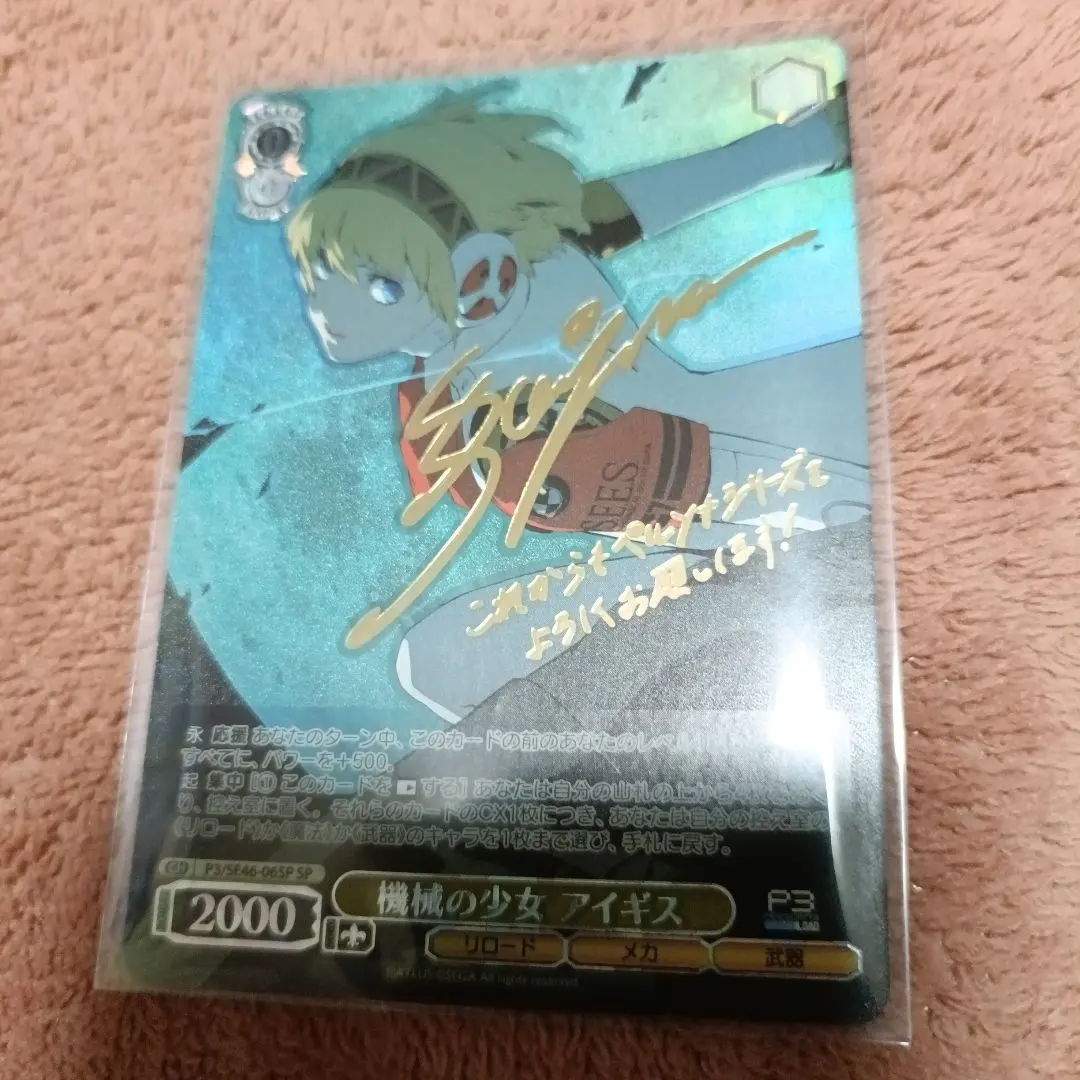 SEES
これからもペルソナシリーズを
よろしくお願いします!
永 応援 あなたのターン中、このカードの前のあなたのレベル
すべてに、パワーを+500。
起 集中 [(1) このカードを する] あなたは自分の山札の上から
り、控え室に置く。それらのカードのCX1枚につき、あなたは自分の控え室の
《リロード》か《魔法》か《武器》のキャラを1枚まで選び、手札に戻す。
P3/SE46-06SP SP
機械の少女 アイギス
P3
2000
リロード メカ 武器
©ATLUS ©SEGA All rights reserved.